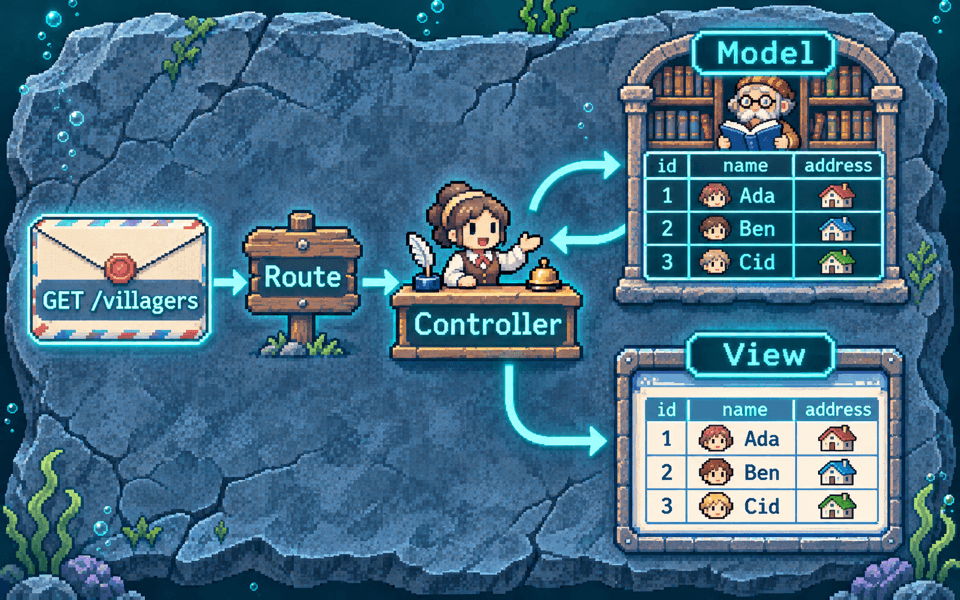 GET /villagers
Route
Controller
Model
id name address
1 Ada
2 Ben
3 Cid
View
id name address
1 Ada
2 Ben
3 Cid